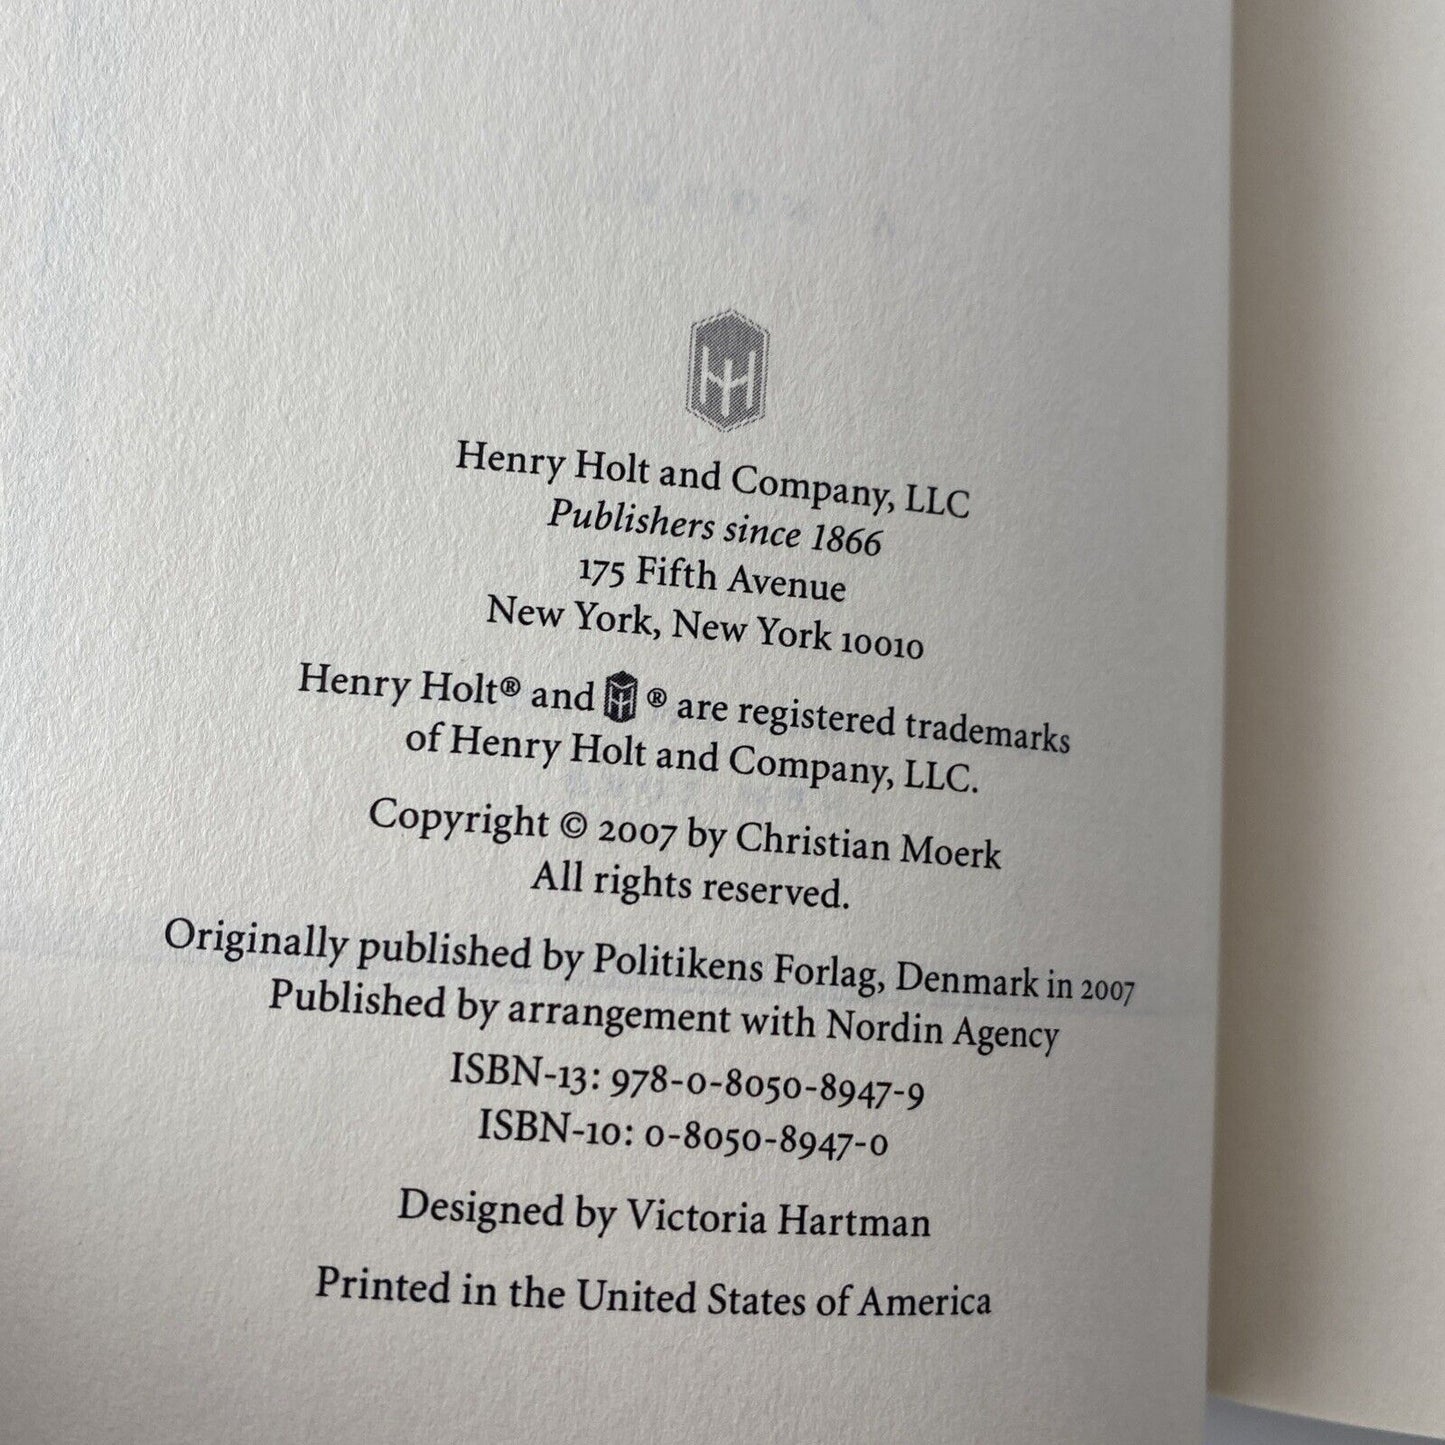 Henry Holt and Company, LLC
Publishers since 1866
175 Fifth Avenue
New York, New York 10010
Henry Holt® and ® are registered trademarks
of Henry Holt and Company, LLC.
Copyright © 2007 by Christian Moerk
All rights reserved.
Originally published by Politikens Forlag, Denmark in 2007
Published by arrangement with Nordin Agency
ISBN-13: 978-0-8050-8947-9
ISBN-10: 0-8050-8947-0
Designed by Victoria Hartman
Printed in the United States of America